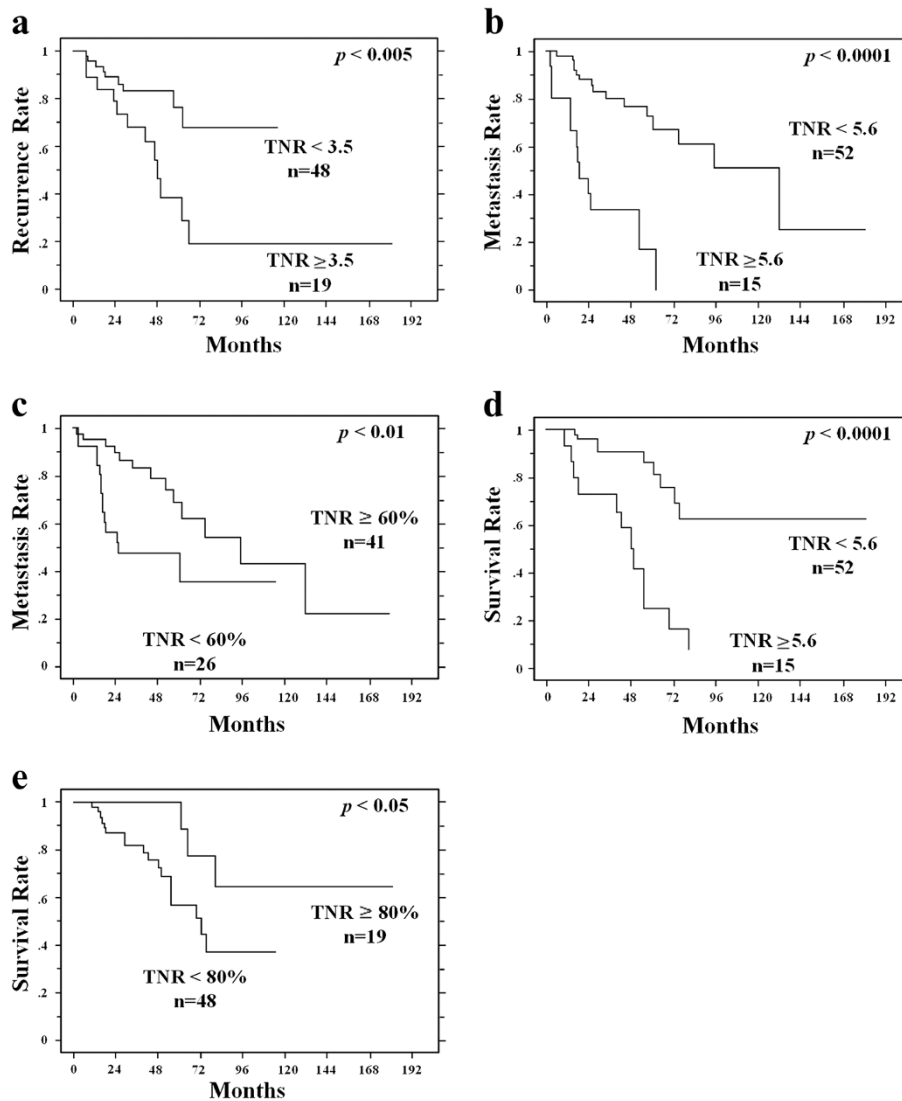 a
p < 0.005
Recurrence Rate
1
.8
.6
.4
.2
0
TNR < 3.5
n=48
TNR ≥3.5
n=19
0 24 48 72 96 120 144 168 192
Months
b
p < 0.0001
Metastasis Rate
1
.8
.6
.4
.2
0
TNR < 5.6
n=52
TNR ≥5.6
n=15
0 24 48 72 96 120 144 168 192
Months
c
p < 0.01
Metastasis Rate
1
.8
.6
.4
.2
0
TNR ≥ 60%
n=41
TNR < 60%
n=26
0 24 48 72 96 120 144 168 192
Months
d
p < 0.0001
Survival Rate
1
.8
.6
.4
.2
0
TNR < 5.6
n=52
TNR ≥5.6
n=15
0 24 48 72 96 120 144 168 192
Months
e
p < 0.05
Survival Rate
1
.8
.6
.4
.2
0
TNR ≥ 80%
n=19
TNR < 80%
n=48
0 24 48 72 96 120 144 168 192
Months